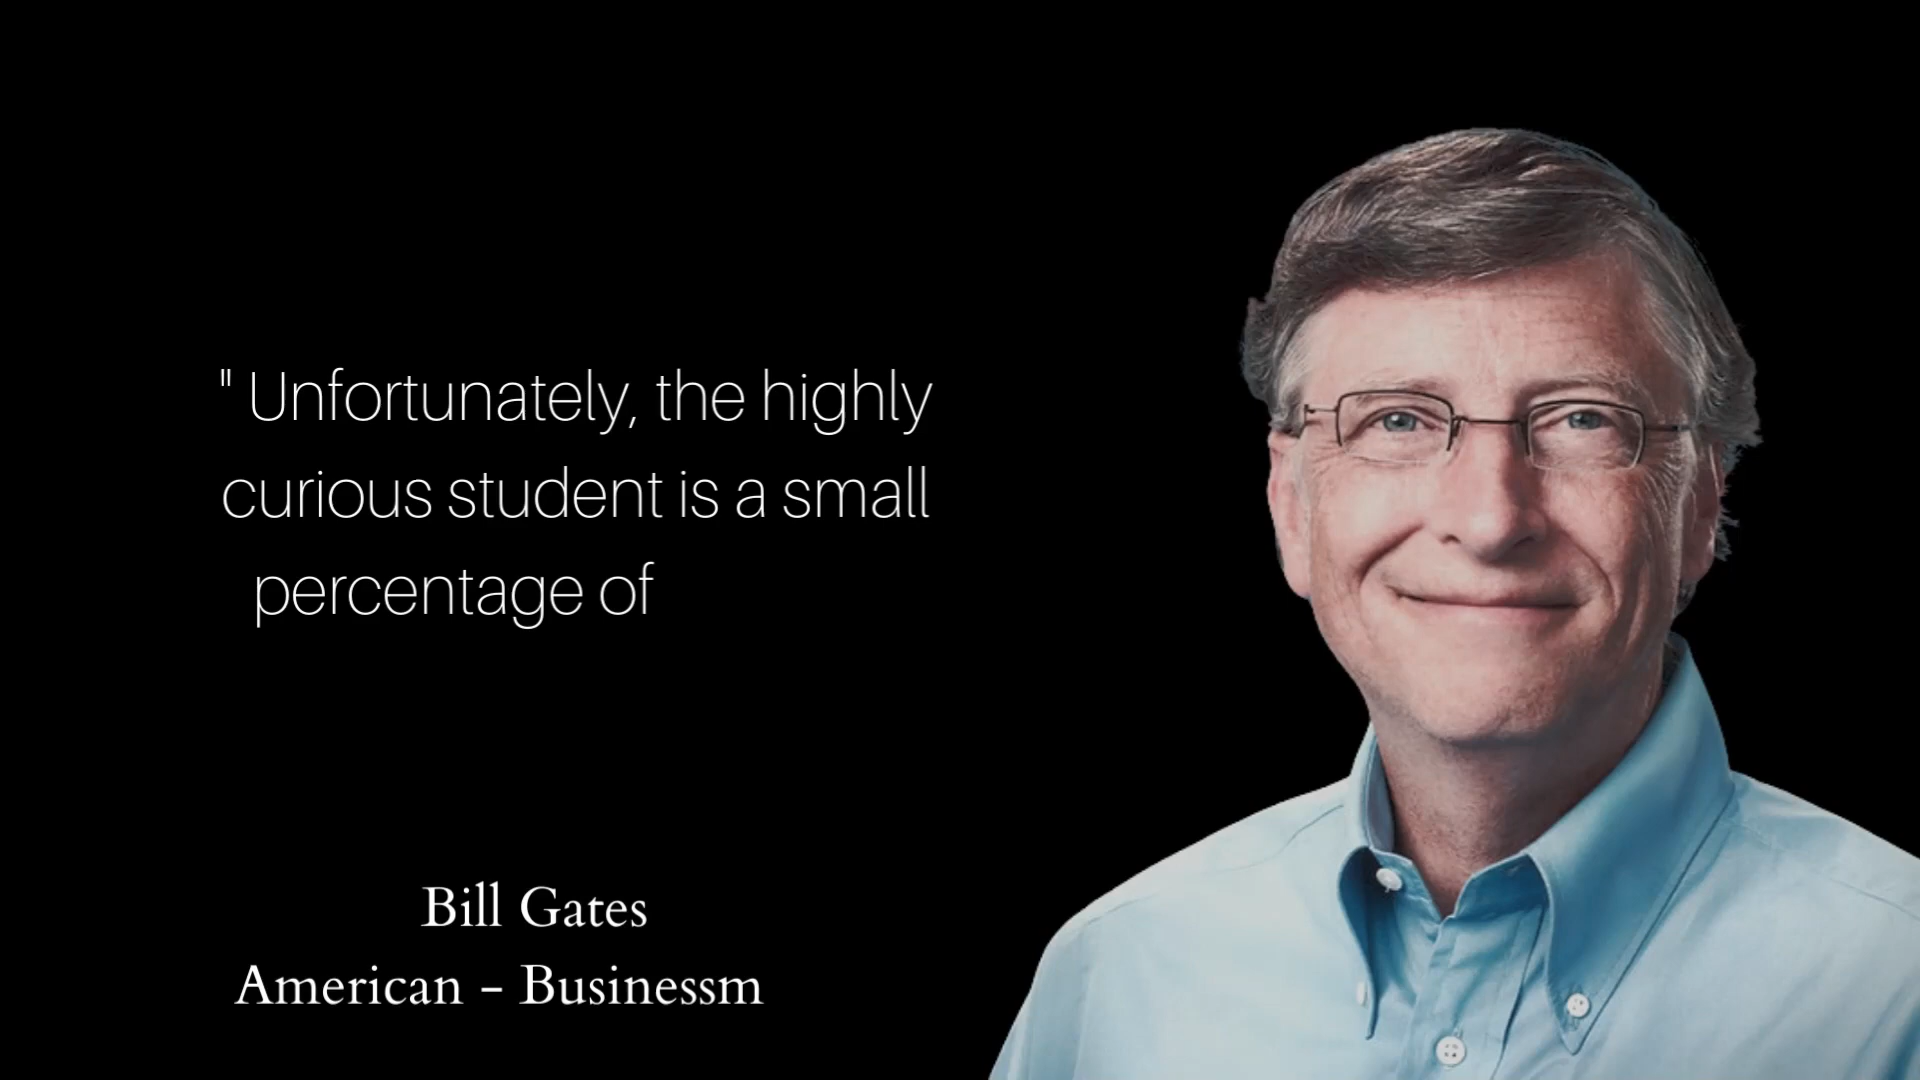 " Unfortunately, the highly
curious student is a small
percentage of
Bill Gates
American - Businessm